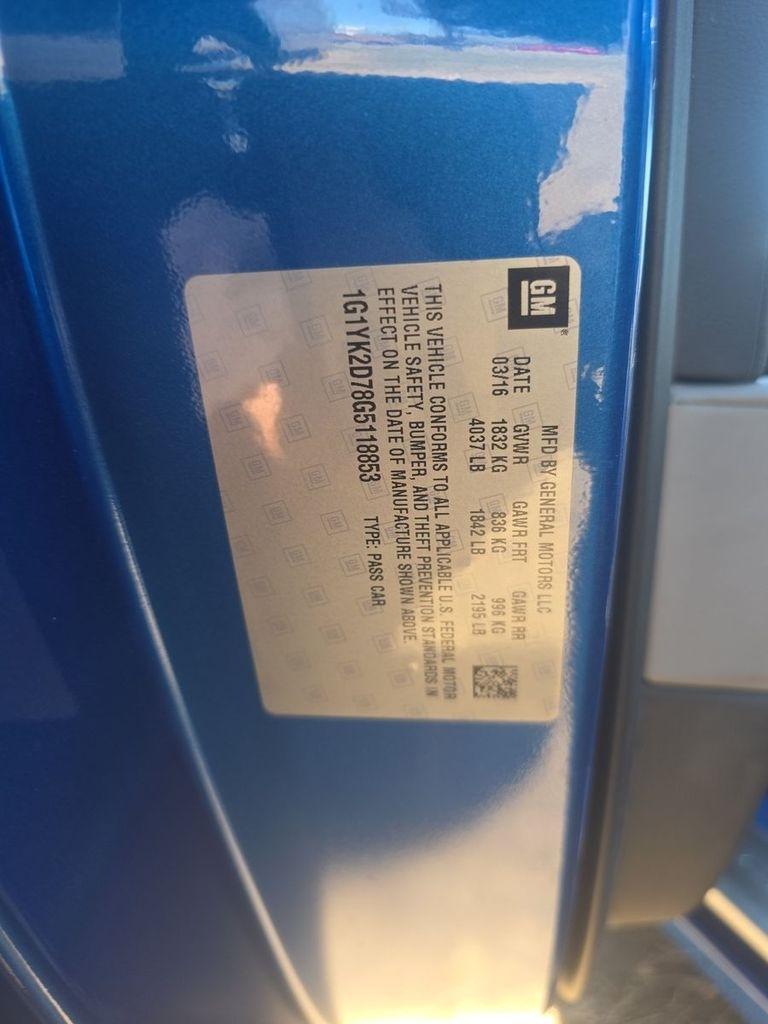 GM
MFD BY GENERAL MOTORS LLC
DATE GVWR GAWR FRT GAWR RR
03/16 1832 KG 836 KG 996 KG
4037 LB 1842 LB 2195 LB
THIS VEHICLE CONFORMS TO ALL APPLICABLE U.S. FEDERAL MOTOR
VEHICLE SAFETY, BUMPER, AND THEFT PREVENTION STANDARDS IN
EFFECT ON THE DATE OF MANUFACTURE SHOWN ABOVE.
1G1YK2D78G5118853 TYPE: PASS CAR